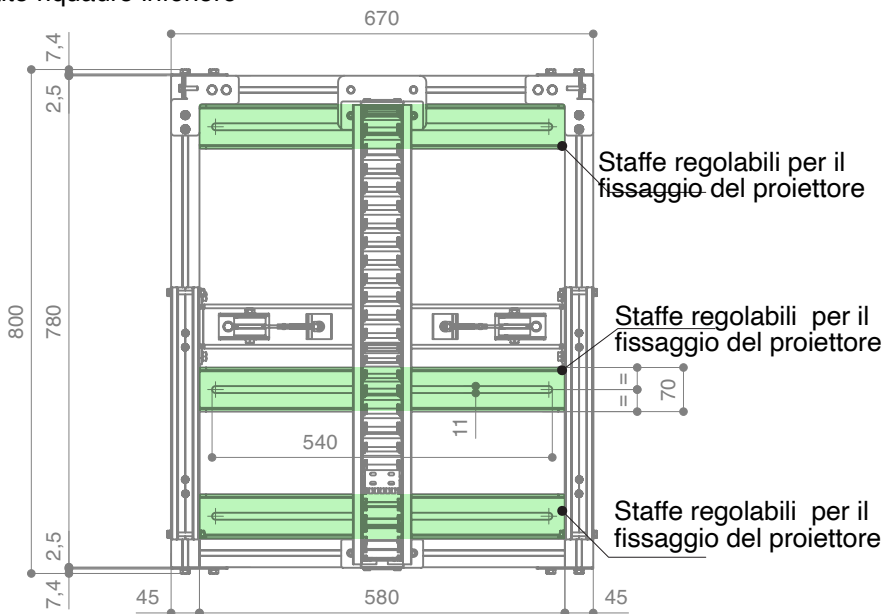 670
7,4
2,5
Staffe regolabili per il
fissaggio del proiettore
800
780
Staffe regolabili per il
fissaggio del proiettore
=
=
70
11
540
Staffe regolabili per il
fissaggio del proiettore
2,5
7,4
45
580
45